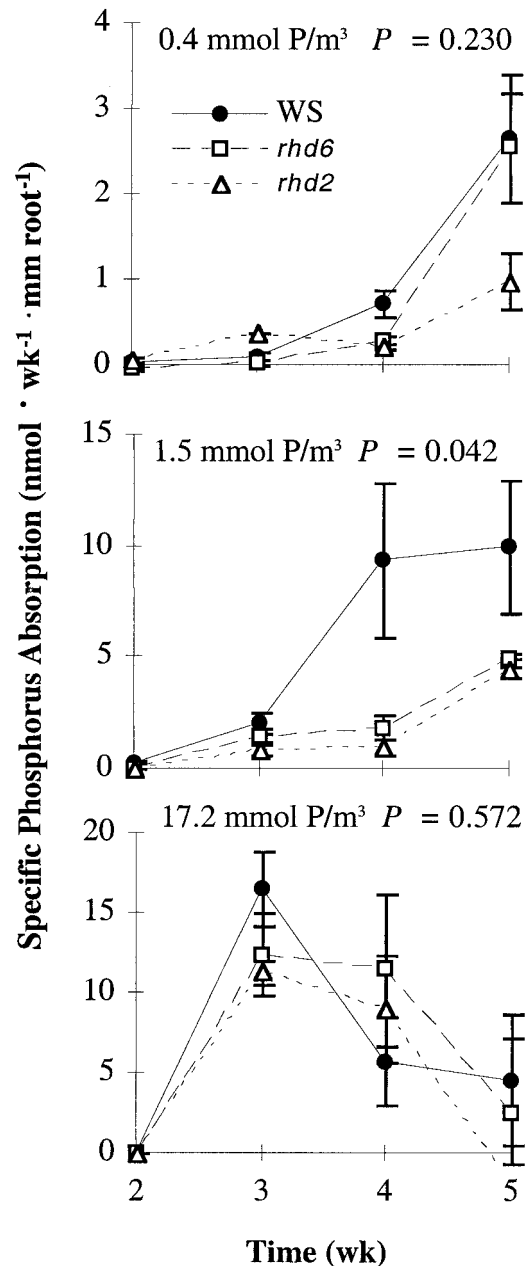 Specific Phosphorus Absorption (nmol · wk⁻¹ · mm root⁻¹)
0.4 mmol P/m³ P = 0.230
WS
rhd6
rhd2
4
3
2
1
0
1.5 mmol P/m³ P = 0.042
15
10
5
0
17.2 mmol P/m³ P = 0.572
20
15
10
5
0
2 3 4 5
Time (wk)